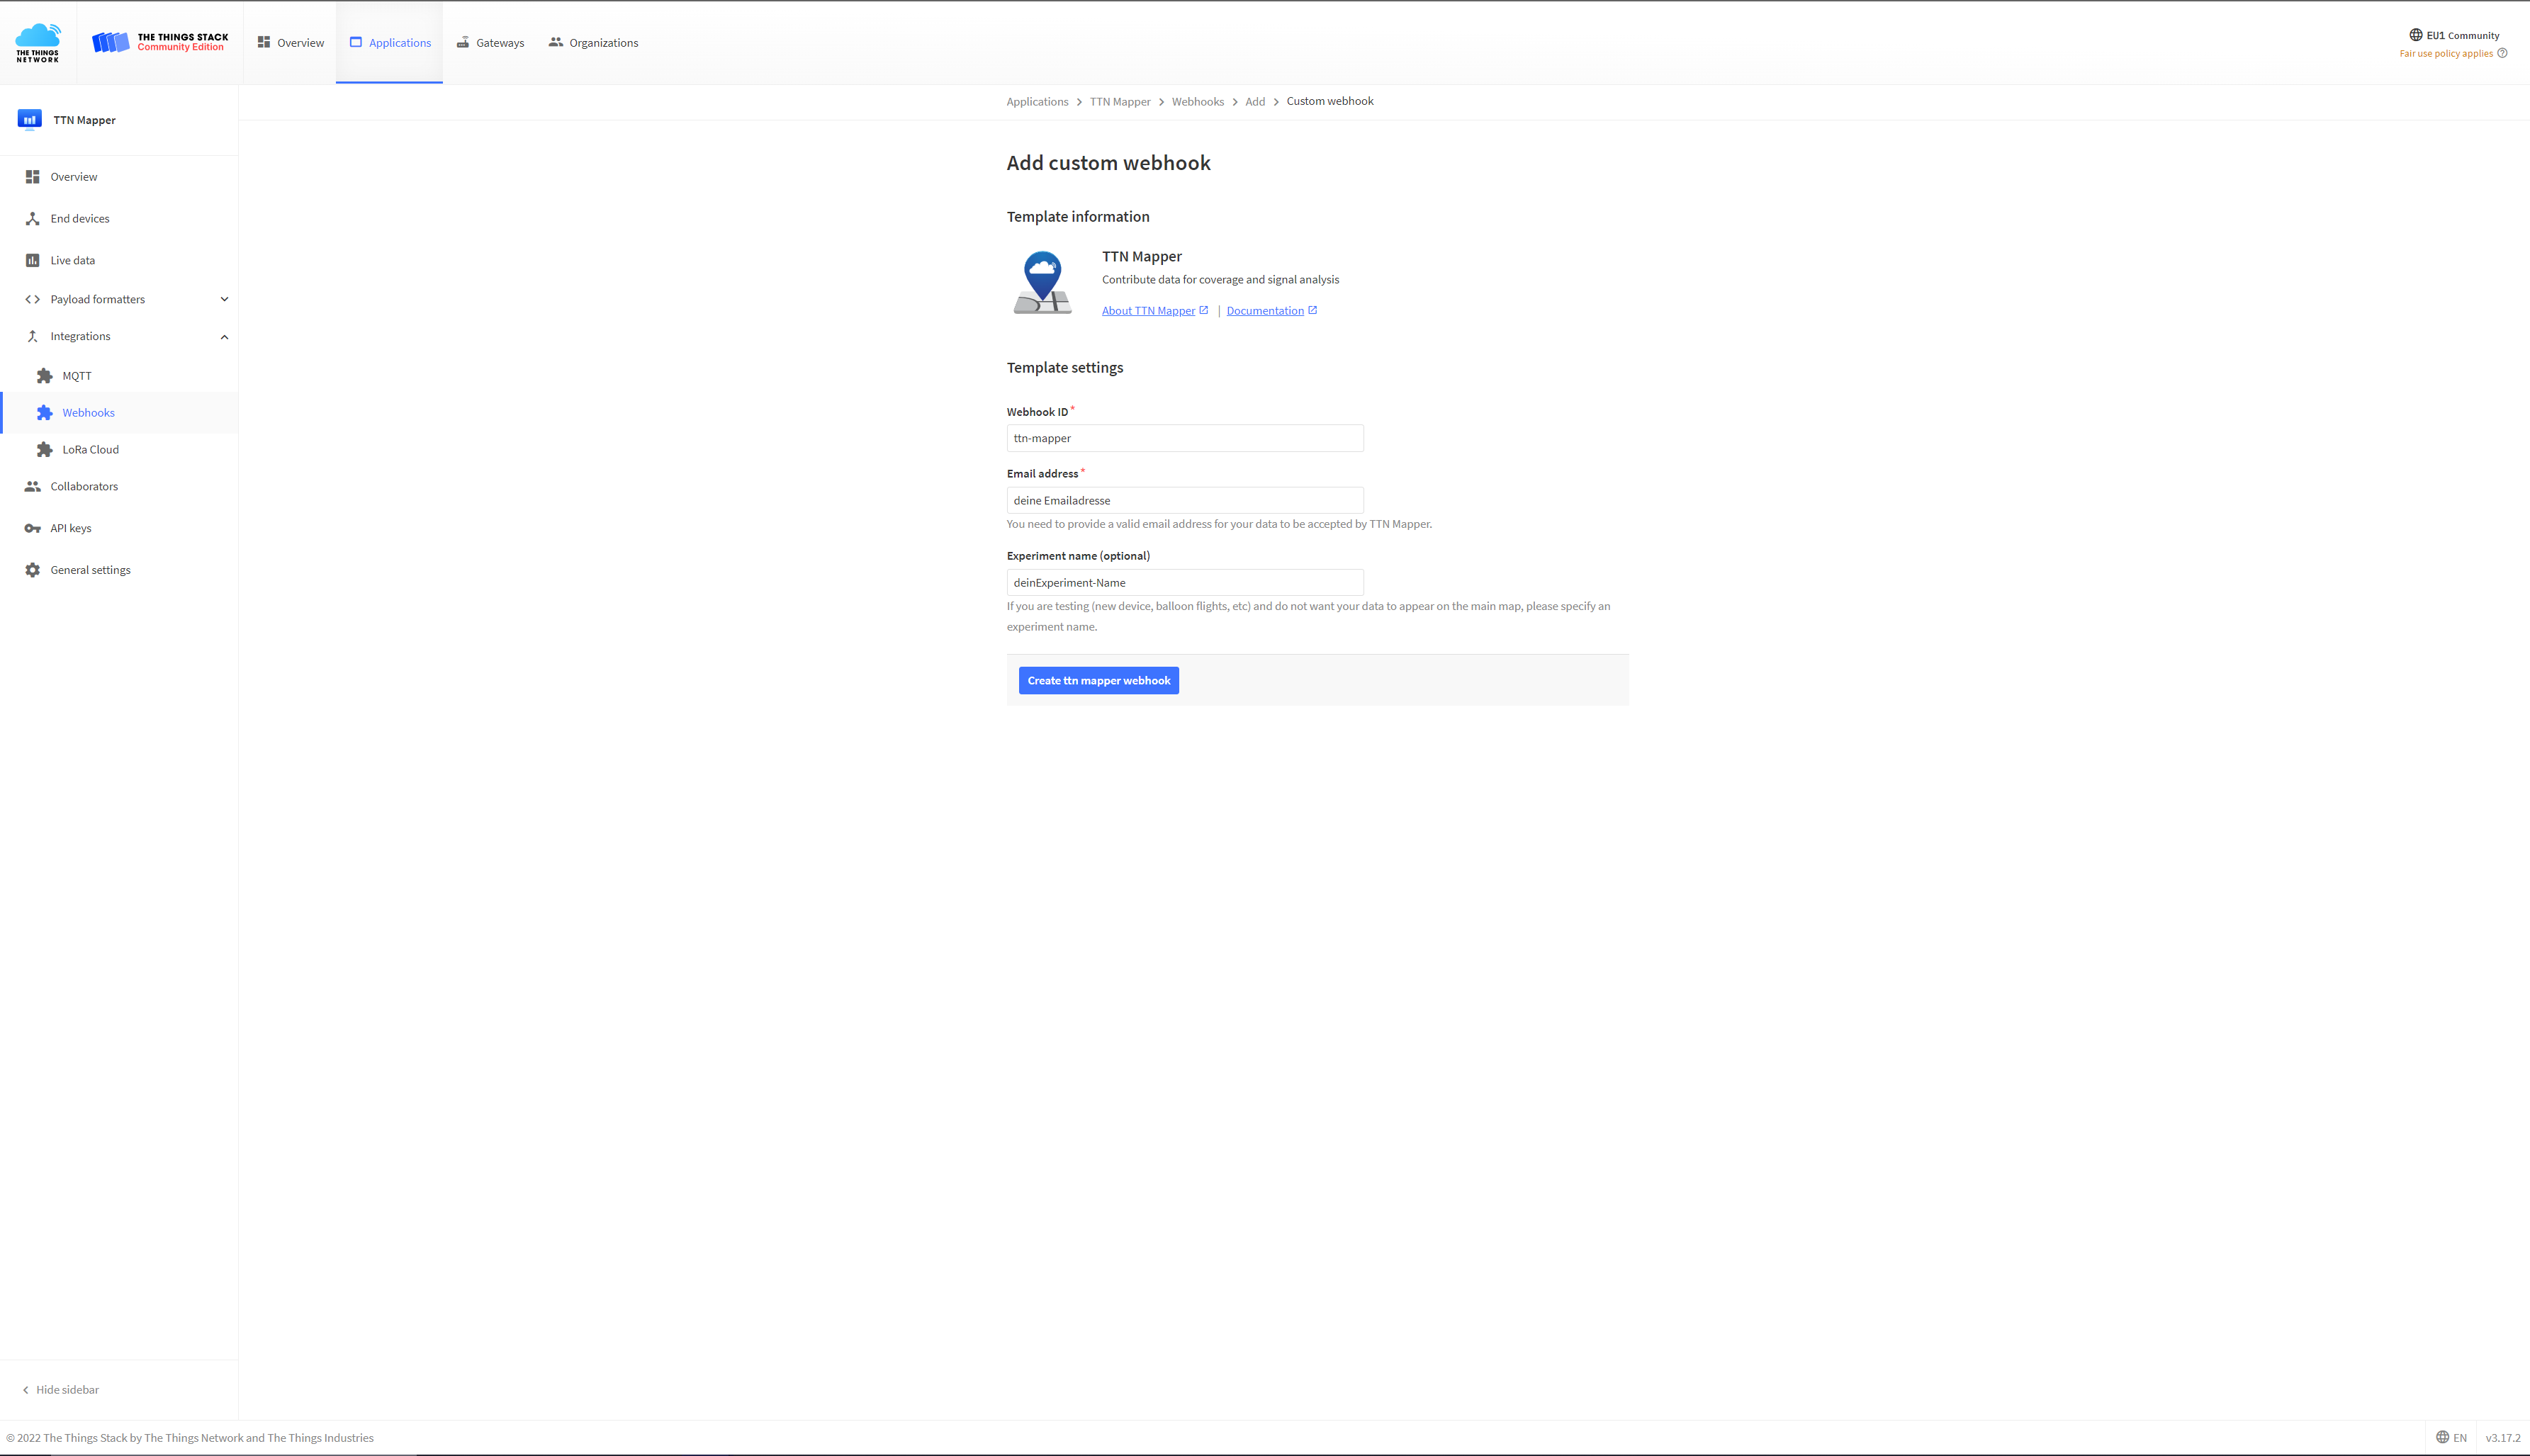 THE THINGS
NETWORK
THE THINGS STACK
Community Edition
Overview
Applications
Gateways
Organizations
EU1 Community
Fair use policy applies
TTN Mapper
Overview
End devices
Live data
Payload formatters
Integrations
MQTT
Webhooks
LoRa Cloud
Collaborators
API keys
General settings
Hide sidebar
Applications > TTN Mapper > Webhooks > Add > Custom webhook
Add custom webhook
Template information
TTN Mapper
Contribute data for coverage and signal analysis
About TTN Mapper | Documentation
Template settings
Webhook ID *
ttn-mapper
Email address *
deine Emailadresse
You need to provide a valid email address for your data to be accepted by TTN Mapper.
Experiment name (optional)
deinExperiment-Name
If you are testing (new device, balloon flights, etc) and do not want your data to appear on the main map, please specify an
experiment name.
Create ttn mapper webhook
© 2022 The Things Stack by The Things Network and The Things Industries
EN
v3.17.2